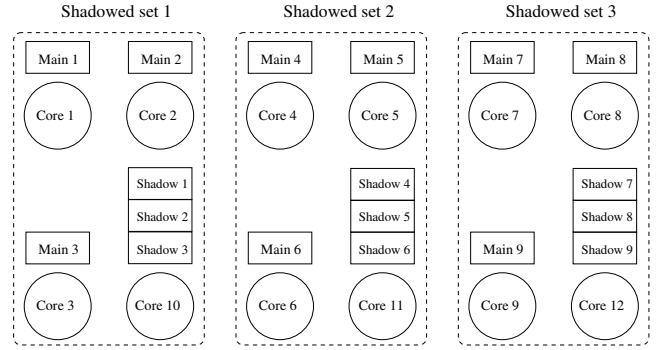 Shadowed set 1
Shadowed set 2
Shadowed set 3
Main 1
Main 2
Main 4
Main 5
Main 7
Main 8
Core 1
Core 2
Core 4
Core 5
Core 7
Core 8
Shadow 1
Shadow 4
Shadow 7
Shadow 2
Shadow 5
Shadow 8
Main 3
Shadow 3
Main 6
Shadow 6
Main 9
Shadow 9
Core 3
Core 10
Core 6
Core 11
Core 9
Core 12